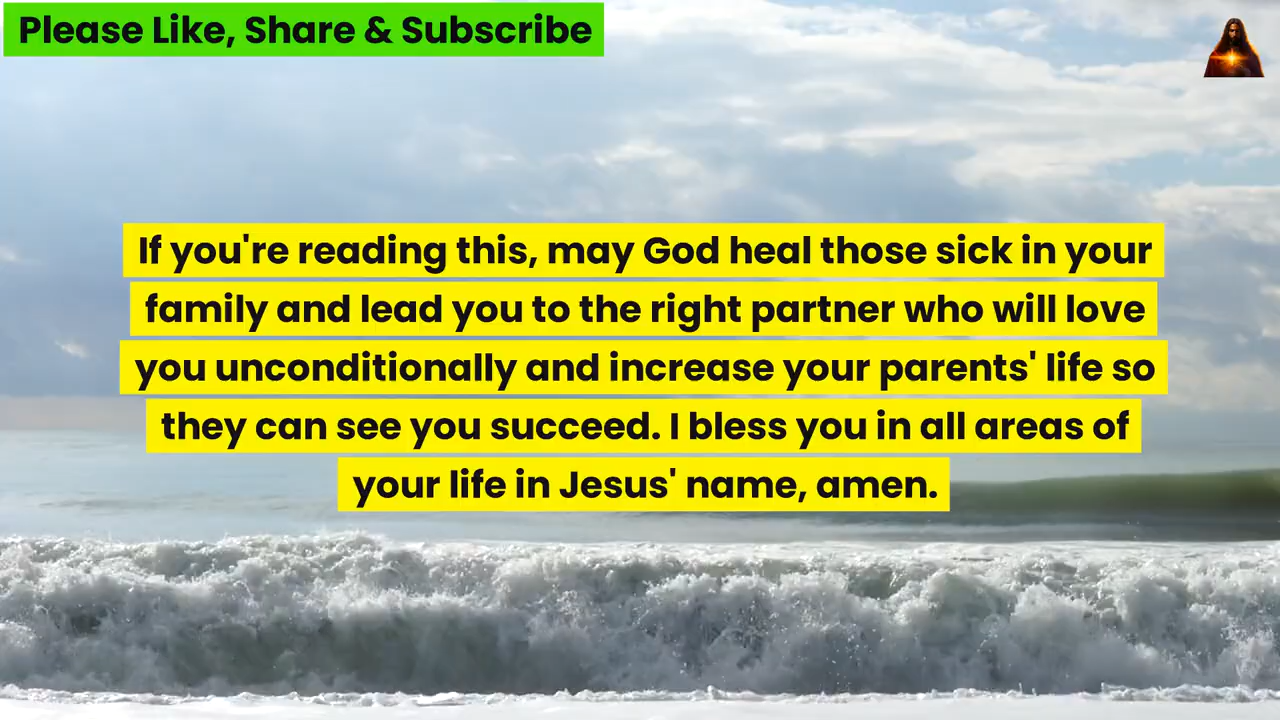 Please Like, Share & Subscribe
If you're reading this, may God heal those sick in your
family and lead you to the right partner who will love
you unconditionally and increase your parents' life so
they can see you succeed. I bless you in all areas of
your life in Jesus' name, amen.